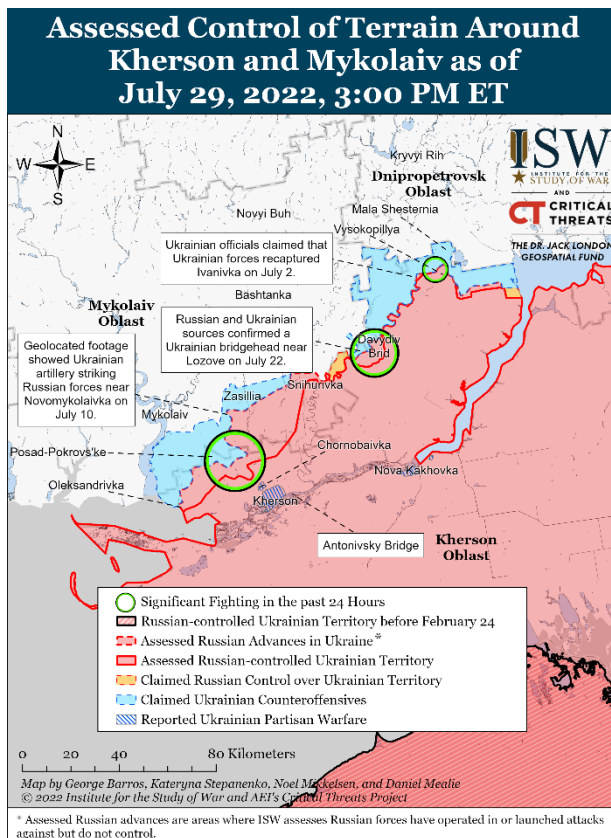 Assessed Control of Terrain Around
Kherson and Mykolaiv as of
July 29, 2022, 3:00 PM ET
N
W E
S
ISW
INSTITUTE FOR THE
STUDY OF WAR
AND
CT CRITICAL
THREATS
THE DR. JACK LONDON
GEOSPATIAL FUND
Kryvyi Rih
Dnipropetrovsk
Oblast
Mala Shesternia
Novyi Buh
Vysokopillya
Ukrainian officials claimed that
Ukrainian forces recaptured
Ivanivka on July 2.
Bashtanka
Mykolaiv
Oblast
Russian and Ukrainian
sources confirmed a
Ukrainian bridgehead near
Lozove on July 22.
Davydiv
Brid
Geolocated footage
showed Ukrainian
artillery striking
Russian forces near
Novomykolaivka on
July 10.
Snihurivka
Zasillia
Mykolaiv
Posad-Pokrovs'ke
Chornobaivka
Nova Kakhovka
Oleksandrivka
Kherson
Antonivsky Bridge
Kherson
Oblast
Significant Fighting in the past 24 Hours
Russian-controlled Ukrainian Territory before February 24
Assessed Russian Advances in Ukraine*
Assessed Russian-controlled Ukrainian Territory
Claimed Russian Control over Ukrainian Territory
Claimed Ukrainian Counteroffensives
Reported Ukrainian Partisan Warfare
0 20 40 80 Kilometers
Map by George Barros, Kateryna Stepanenko, Noel Mikkelsen, and Daniel Mealie
© 2022 Institute for the Study of War and AEI's Critical Threats Project
* Assessed Russian advances are areas where ISW assesses Russian forces have operated in or launched attacks
against but do not control.